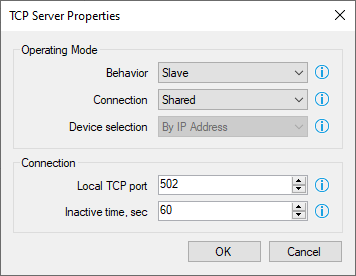 TCP Server Properties
Operating Mode
Behavior Slave
Connection Shared
Device selection By IP Address
Connection
Local TCP port 502
Inactive time, sec 60
OK Cancel